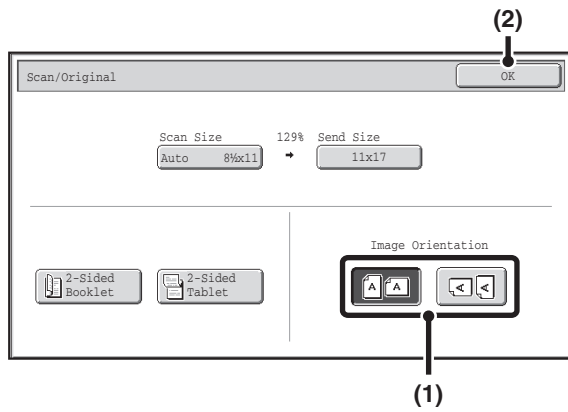 (2)
Scan/Original
OK
Scan Size 129% Send Size
Auto 8½x11 ➞ 11x17
Image Orientation
2-Sided
Booklet
2-Sided
Tablet
A A A A
(1)